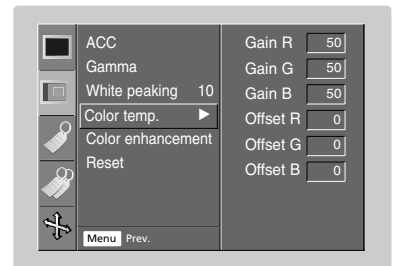 ACC
Gamma
White peaking 10
Color temp.
Color enhancement
Reset
Menu Prev.
Gain R 50
Gain G 50
Gain B 50
Offset R 0
Offset G 0
Offset B 0